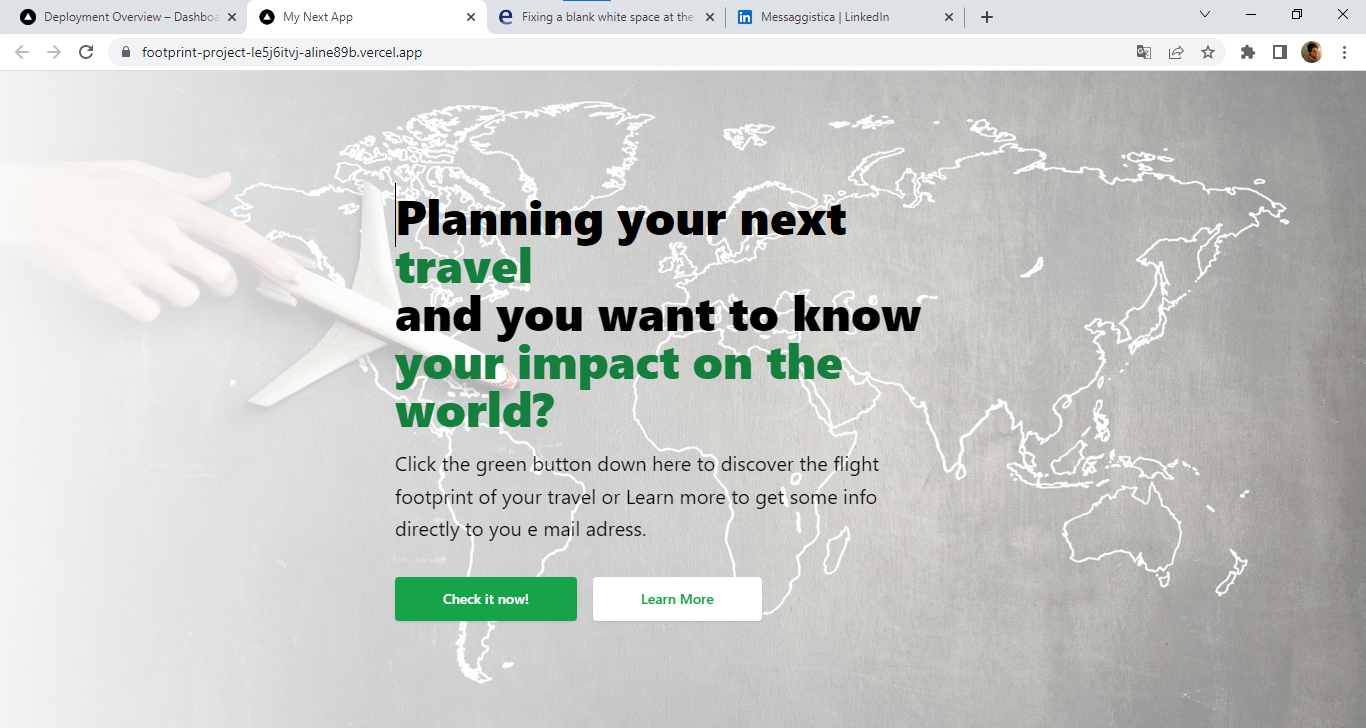 Deployment Overview – Dashboa
My Next App
Fixing a blank white space at the
Messaggistica | LinkedIn
footprint-project-le5j6itvj-aline89b.vercel.app
Planning your next
travel
and you want to know
your impact on the
world?
Click the green button down here to discover the flight
footprint of your travel or Learn more to get some info
directly to you e mail adress.
Check it now!
Learn More